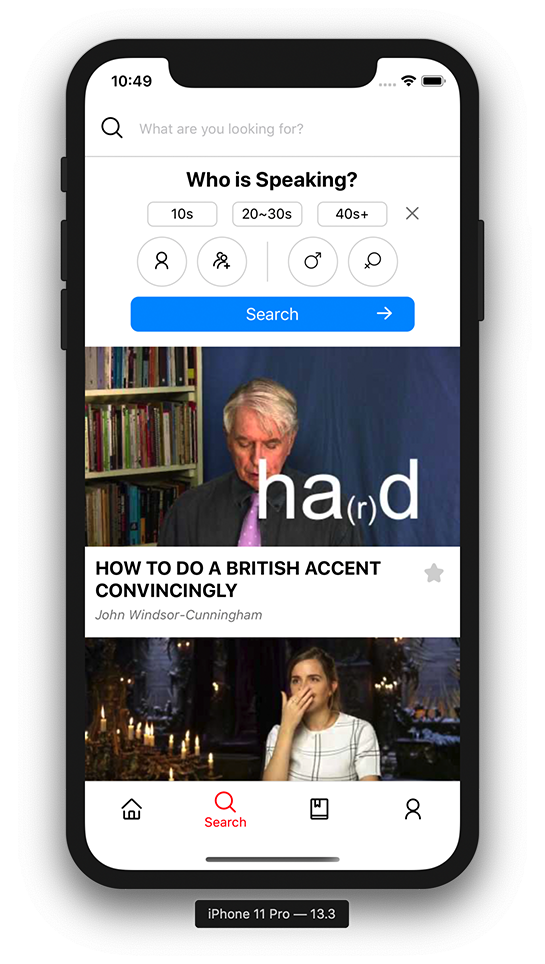 10:49
What are you looking for?
Who is Speaking?
10s 20~30s 40s+
Search
ha(r)d
HOW TO DO A BRITISH ACCENT
CONVINCINGLY
John Windsor-Cunningham
Search
iPhone 11 Pro — 13.3